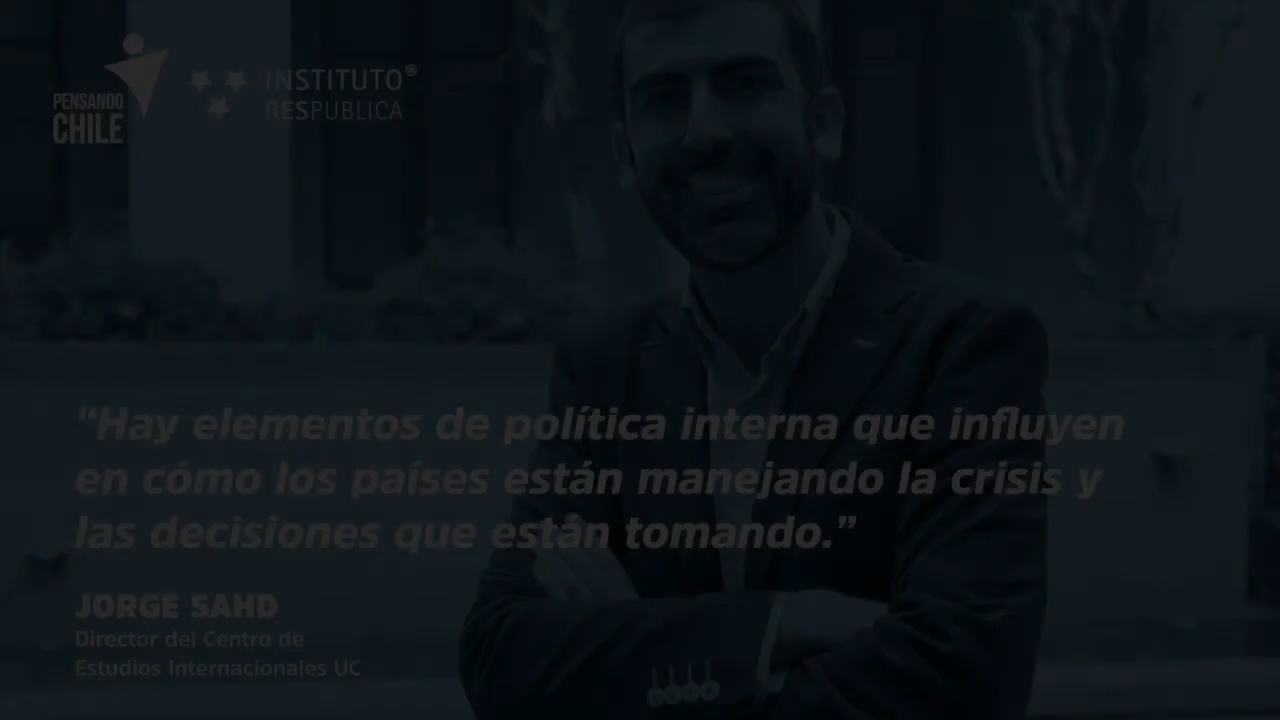 PENSANDO
CHILE
INSTITUTO®
RESPUBLICA
“Hay elementos de política interna que influyen
en cómo los países están manejando la crisis y
las decisiones que están tomando.”
JORGE SAHD
Director del Centro de
Estudios Internacionales UC